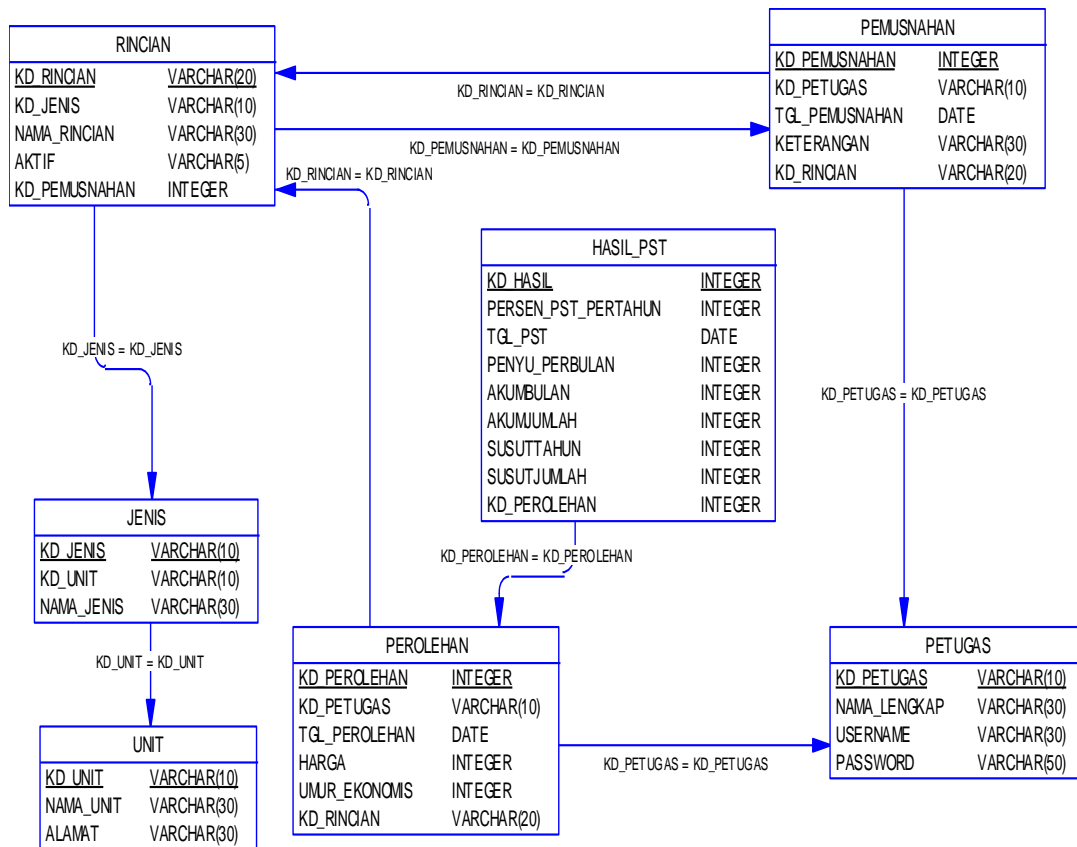 RINCIAN
KD_RINCIAN VARCHAR(20)
KD_JENIS VARCHAR(10)
NAMA_RINCIAN VARCHAR(30)
AKTIF VARCHAR(5)
KD_PEMUSNAHAN INTEGER
KD_RINCIAN = KD_RINCIAN
KD_PEMUSNAHAN = KD_PEMUSNAHAN
KD_RINCIAN = KD_RINCIAN
PEMUSNAHAN
KD_PEMUSNAHAN INTEGER
KD_PETUGAS VARCHAR(10)
TGL_PEMUSNAHAN DATE
KETERANGAN VARCHAR(30)
KD_RINCIAN VARCHAR(20)
HASIL_PST
KD_HASIL INTEGER
PERSEN_PST_PERTAHUN INTEGER
TGL_PST DATE
PENYU_PERBULAN INTEGER
AKUMBULAN INTEGER
AKUMJUMLAH INTEGER
SUSUTTAHUN INTEGER
SUSUTJUMLAH INTEGER
KD_PEROLEHAN INTEGER
KD_JENIS = KD_JENIS
KD_PETUGAS = KD_PETUGAS
JENIS
KD_JENIS VARCHAR(10)
KD_UNIT VARCHAR(10)
NAMA_JENIS VARCHAR(30)
KD_PEROLEHAN = KD_PEROLEHAN
KD_UNIT = KD_UNIT
PEROLEHAN
KD_PEROLEHAN INTEGER
KD_PETUGAS VARCHAR(10)
TGL_PEROLEHAN DATE
HARGA INTEGER
UMUR_EKONOMIS INTEGER
KD_RINCIAN VARCHAR(20)
KD_PETUGAS = KD_PETUGAS
PETUGAS
KD_PETUGAS VARCHAR(10)
NAMA_LENGKAP VARCHAR(30)
USERNAME VARCHAR(30)
PASSWORD VARCHAR(50)
UNIT
KD_UNIT VARCHAR(10)
NAMA_UNIT VARCHAR(30)
ALAMAT VARCHAR(30)